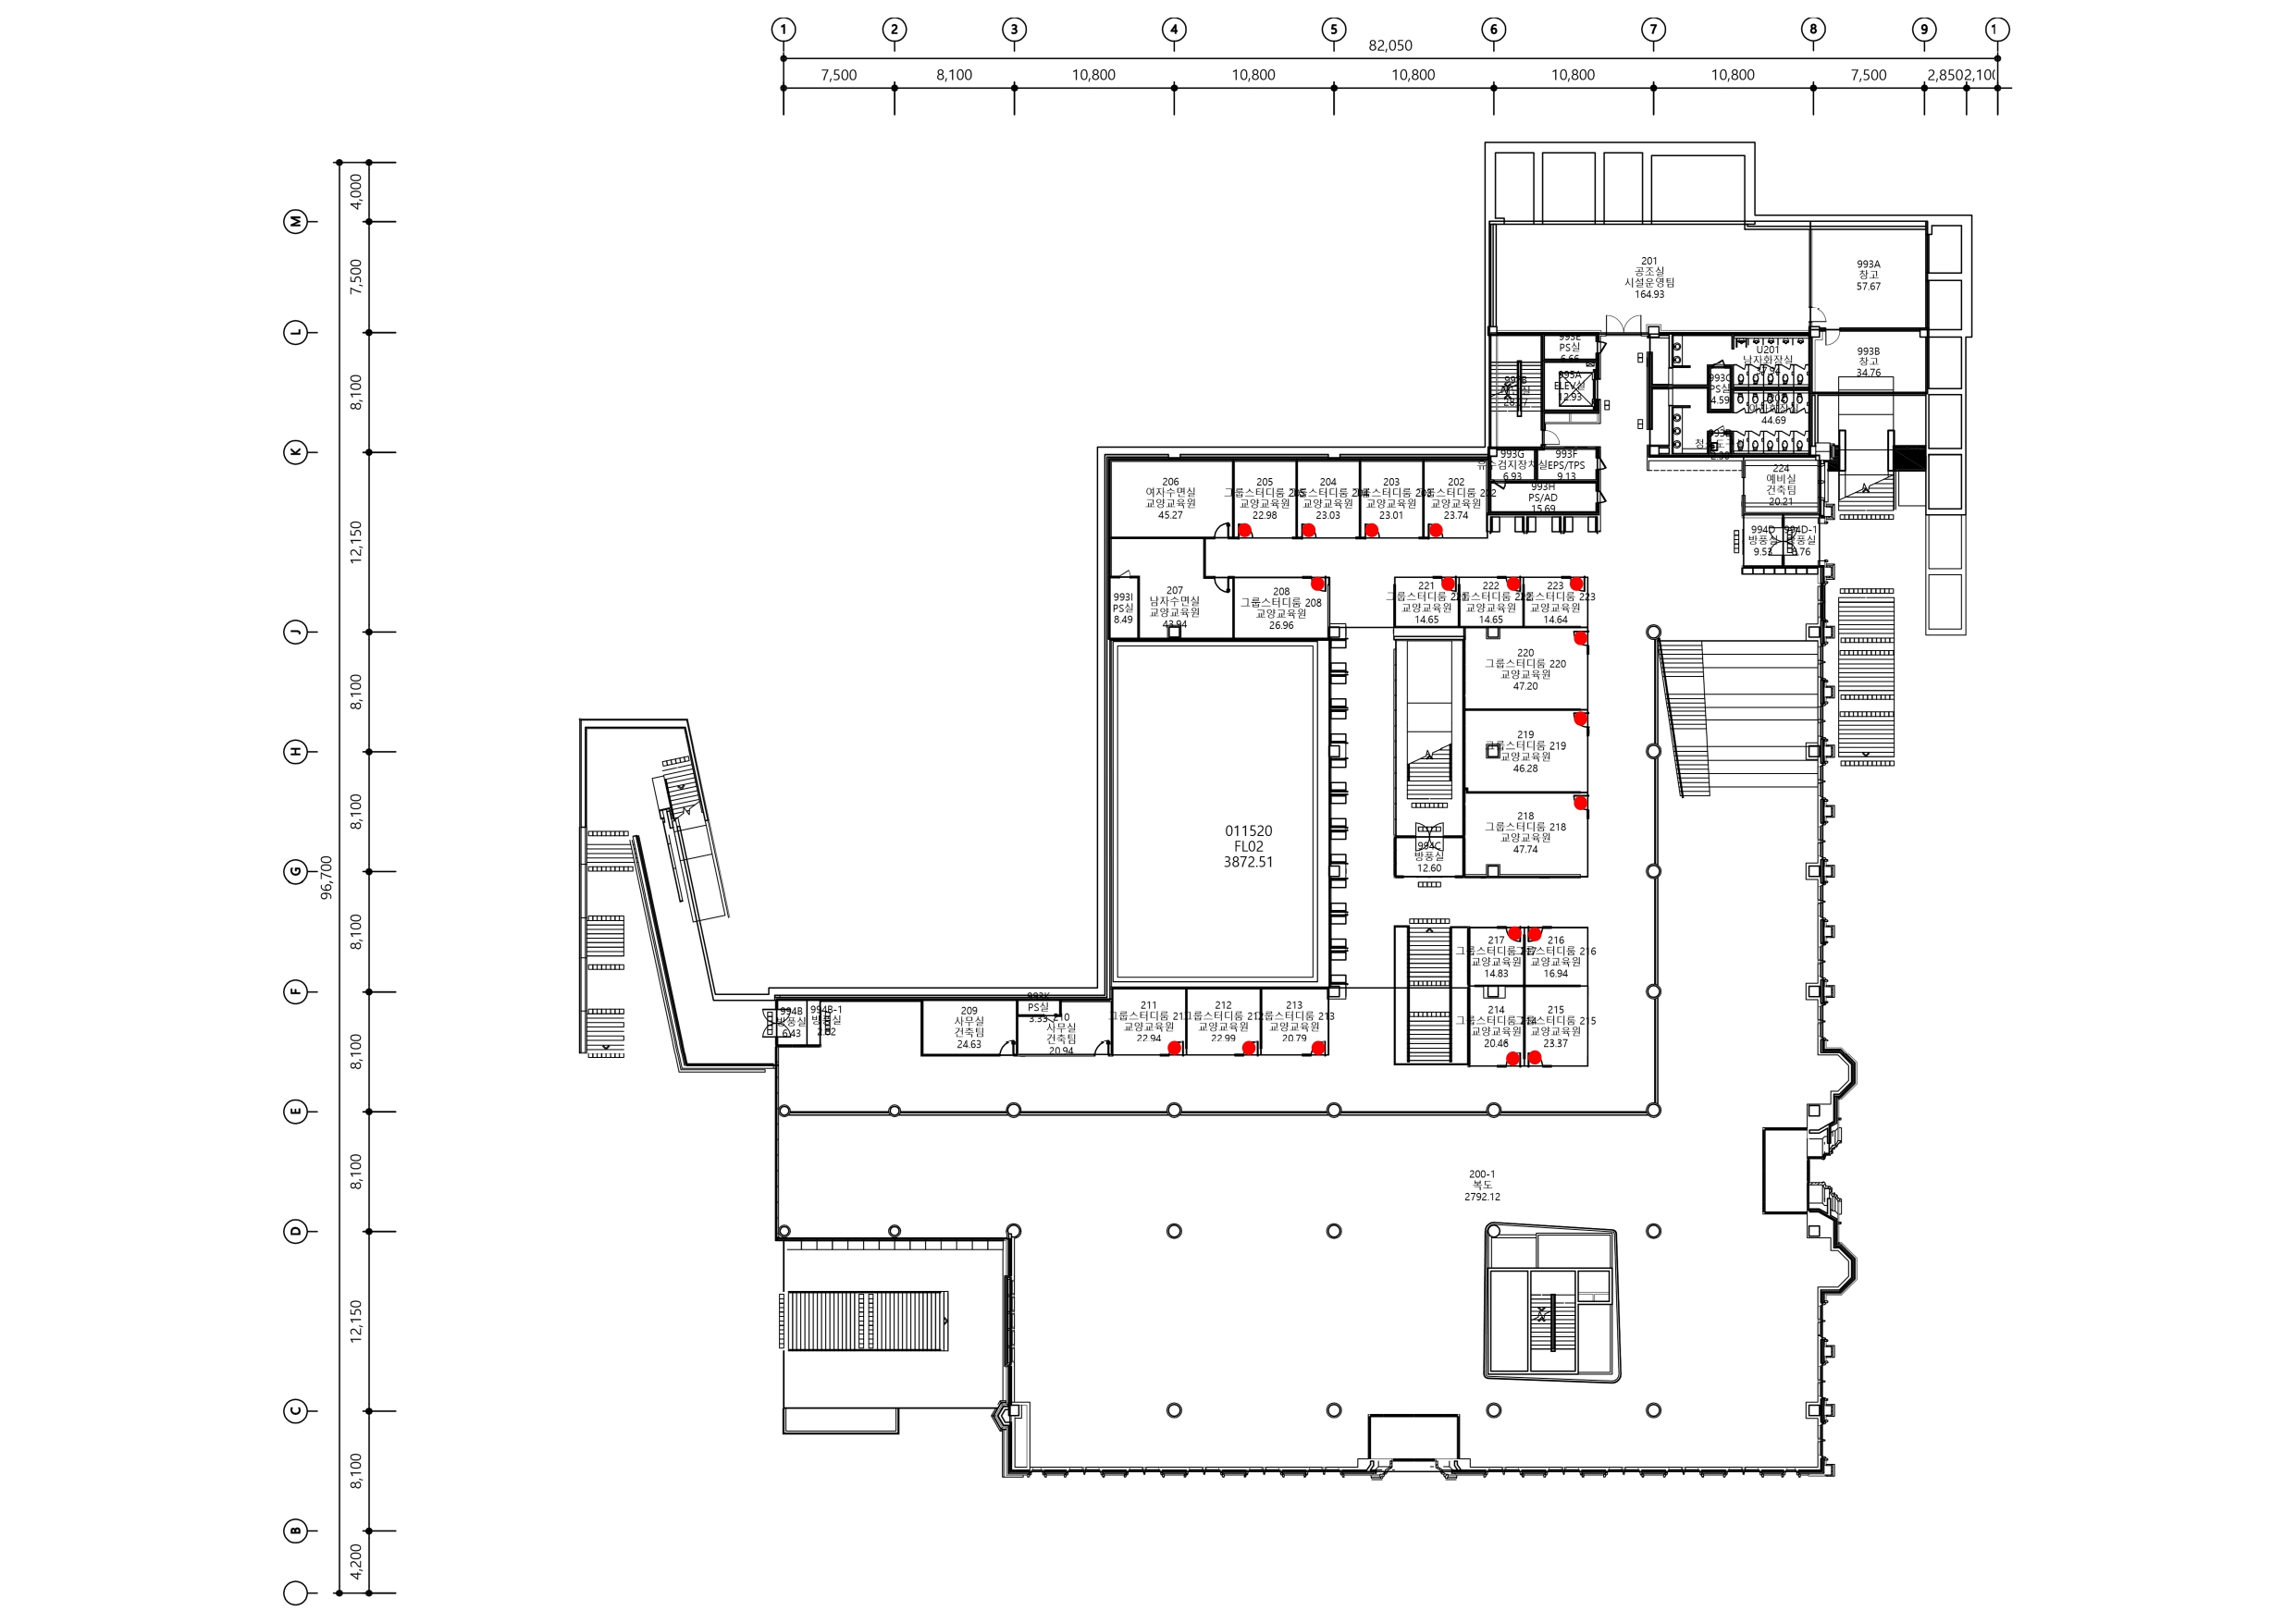 1 2 3 4 5 6 7 8 9 1
82,050
7,500 8,100 10,800 10,800 10,800 10,800 10,800 7,500 2,850 2,10
M
L
K
J
H
G
F
E
D
C
B
4,000
7,500
8,100
12,150
8,100
8,100
8,100
8,100
8,100
12,150
8,100
4,200
96,700
201
공조실
시설운영팀
164.93
993A
창고
57.67
993B
창고
34.76
993E
PS실
6.66
995A
ELEV실
12.93
U201
남자화장실
993C
PS실
4.59
44.69
993G
유수검지장치실
6.93
993F
EPS/TPS
9.13
993H
PS/AD
15.69
224
예비실
건축팀
20.21
994D
방풍실
9.53
994D-1
방풍실
206
여자수면실
교양교육원
45.27
205
그룹스터디룸 205
교양교육원
22.98
204
그룹스터디룸 204
교양교육원
23.03
203
그룹스터디룸 203
교양교육원
23.01
202
그룹스터디룸 202
교양교육원
23.74
993I
PS실
8.49
207
남자수면실
교양교육원
43.94
208
그룹스터디룸 208
교양교육원
26.96
221
그룹스터디룸 221
교양교육원
14.65
222
그룹스터디룸 222
교양교육원
14.65
223
그룹스터디룸 223
교양교육원
14.64
220
그룹스터디룸 220
교양교육원
47.20
219
그룹스터디룸 219
교양교육원
46.28
218
그룹스터디룸 218
교양교육원
47.74
011520
FL02
3872.51
994C
방풍실
12.60
217
그룹스터디룸 217
교양교육원
14.83
216
그룹스터디룸 216
교양교육원
16.94
214
그룹스터디룸 214
교양교육원
20.46
215
그룹스터디룸 215
교양교육원
23.37
994B
방풍실
6.43
994B-1
방풍실
209
사무실
건축팀
24.63
993K
PS실
3.33
210
사무실
건축팀
20.94
211
그룹스터디룸 211
교양교육원
22.94
212
그룹스터디룸 212
교양교육원
22.99
213
그룹스터디룸 213
교양교육원
20.79
200-1
복도
2792.12